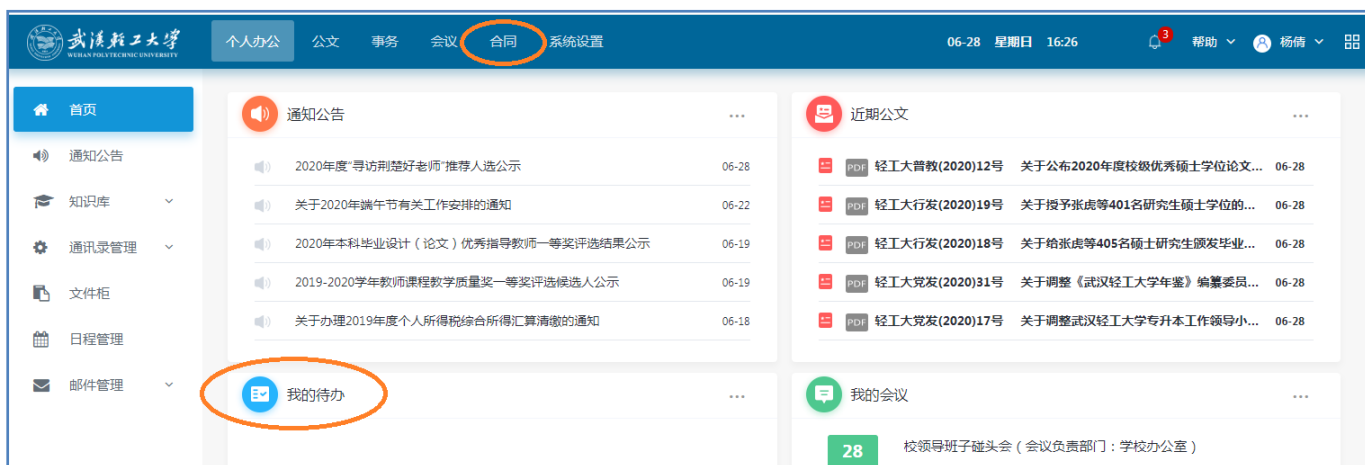 武汉轻工大学 个人办公 公文 事务 会议 合同 系统设置 06-28 星期日 16:26 3 帮助 杨倩
WUHAN POLYTECHNIC UNIVERSITY
首页
通知公告
知识库
通讯录管理
文件柜
日程管理
邮件管理
通知公告 ...
2020年度"寻访荆楚好老师"推荐人选公示 06-28
关于2020年端午节有关工作安排的通知 06-22
2020年本科毕业设计（论文）优秀指导教师一等奖评选结果公示 06-19
2019-2020学年教师课程教学质量奖一等奖评选候选人公示 06-19
关于办理2019年度个人所得税综合所得汇算清缴的通知 06-18
近期公文 ...
PDF 轻工大普教(2020)12号 关于公布2020年度校级优秀硕士学位论文... 06-28
PDF 轻工大行发(2020)19号 关于授予张虎等401名研究生硕士学位的... 06-28
PDF 轻工大行发(2020)18号 关于给张虎等405名硕士研究生颁发毕业... 06-28
PDF 轻工大党发(2020)31号 关于调整《武汉轻工大学年鉴》编纂委员... 06-28
PDF 轻工大党发(2020)17号 关于调整武汉轻工大学专升本工作领导小... 06-28
我的待办 ...
我的会议 ...
28 校领导班子碰头会（会议负责部门：学校办公室）